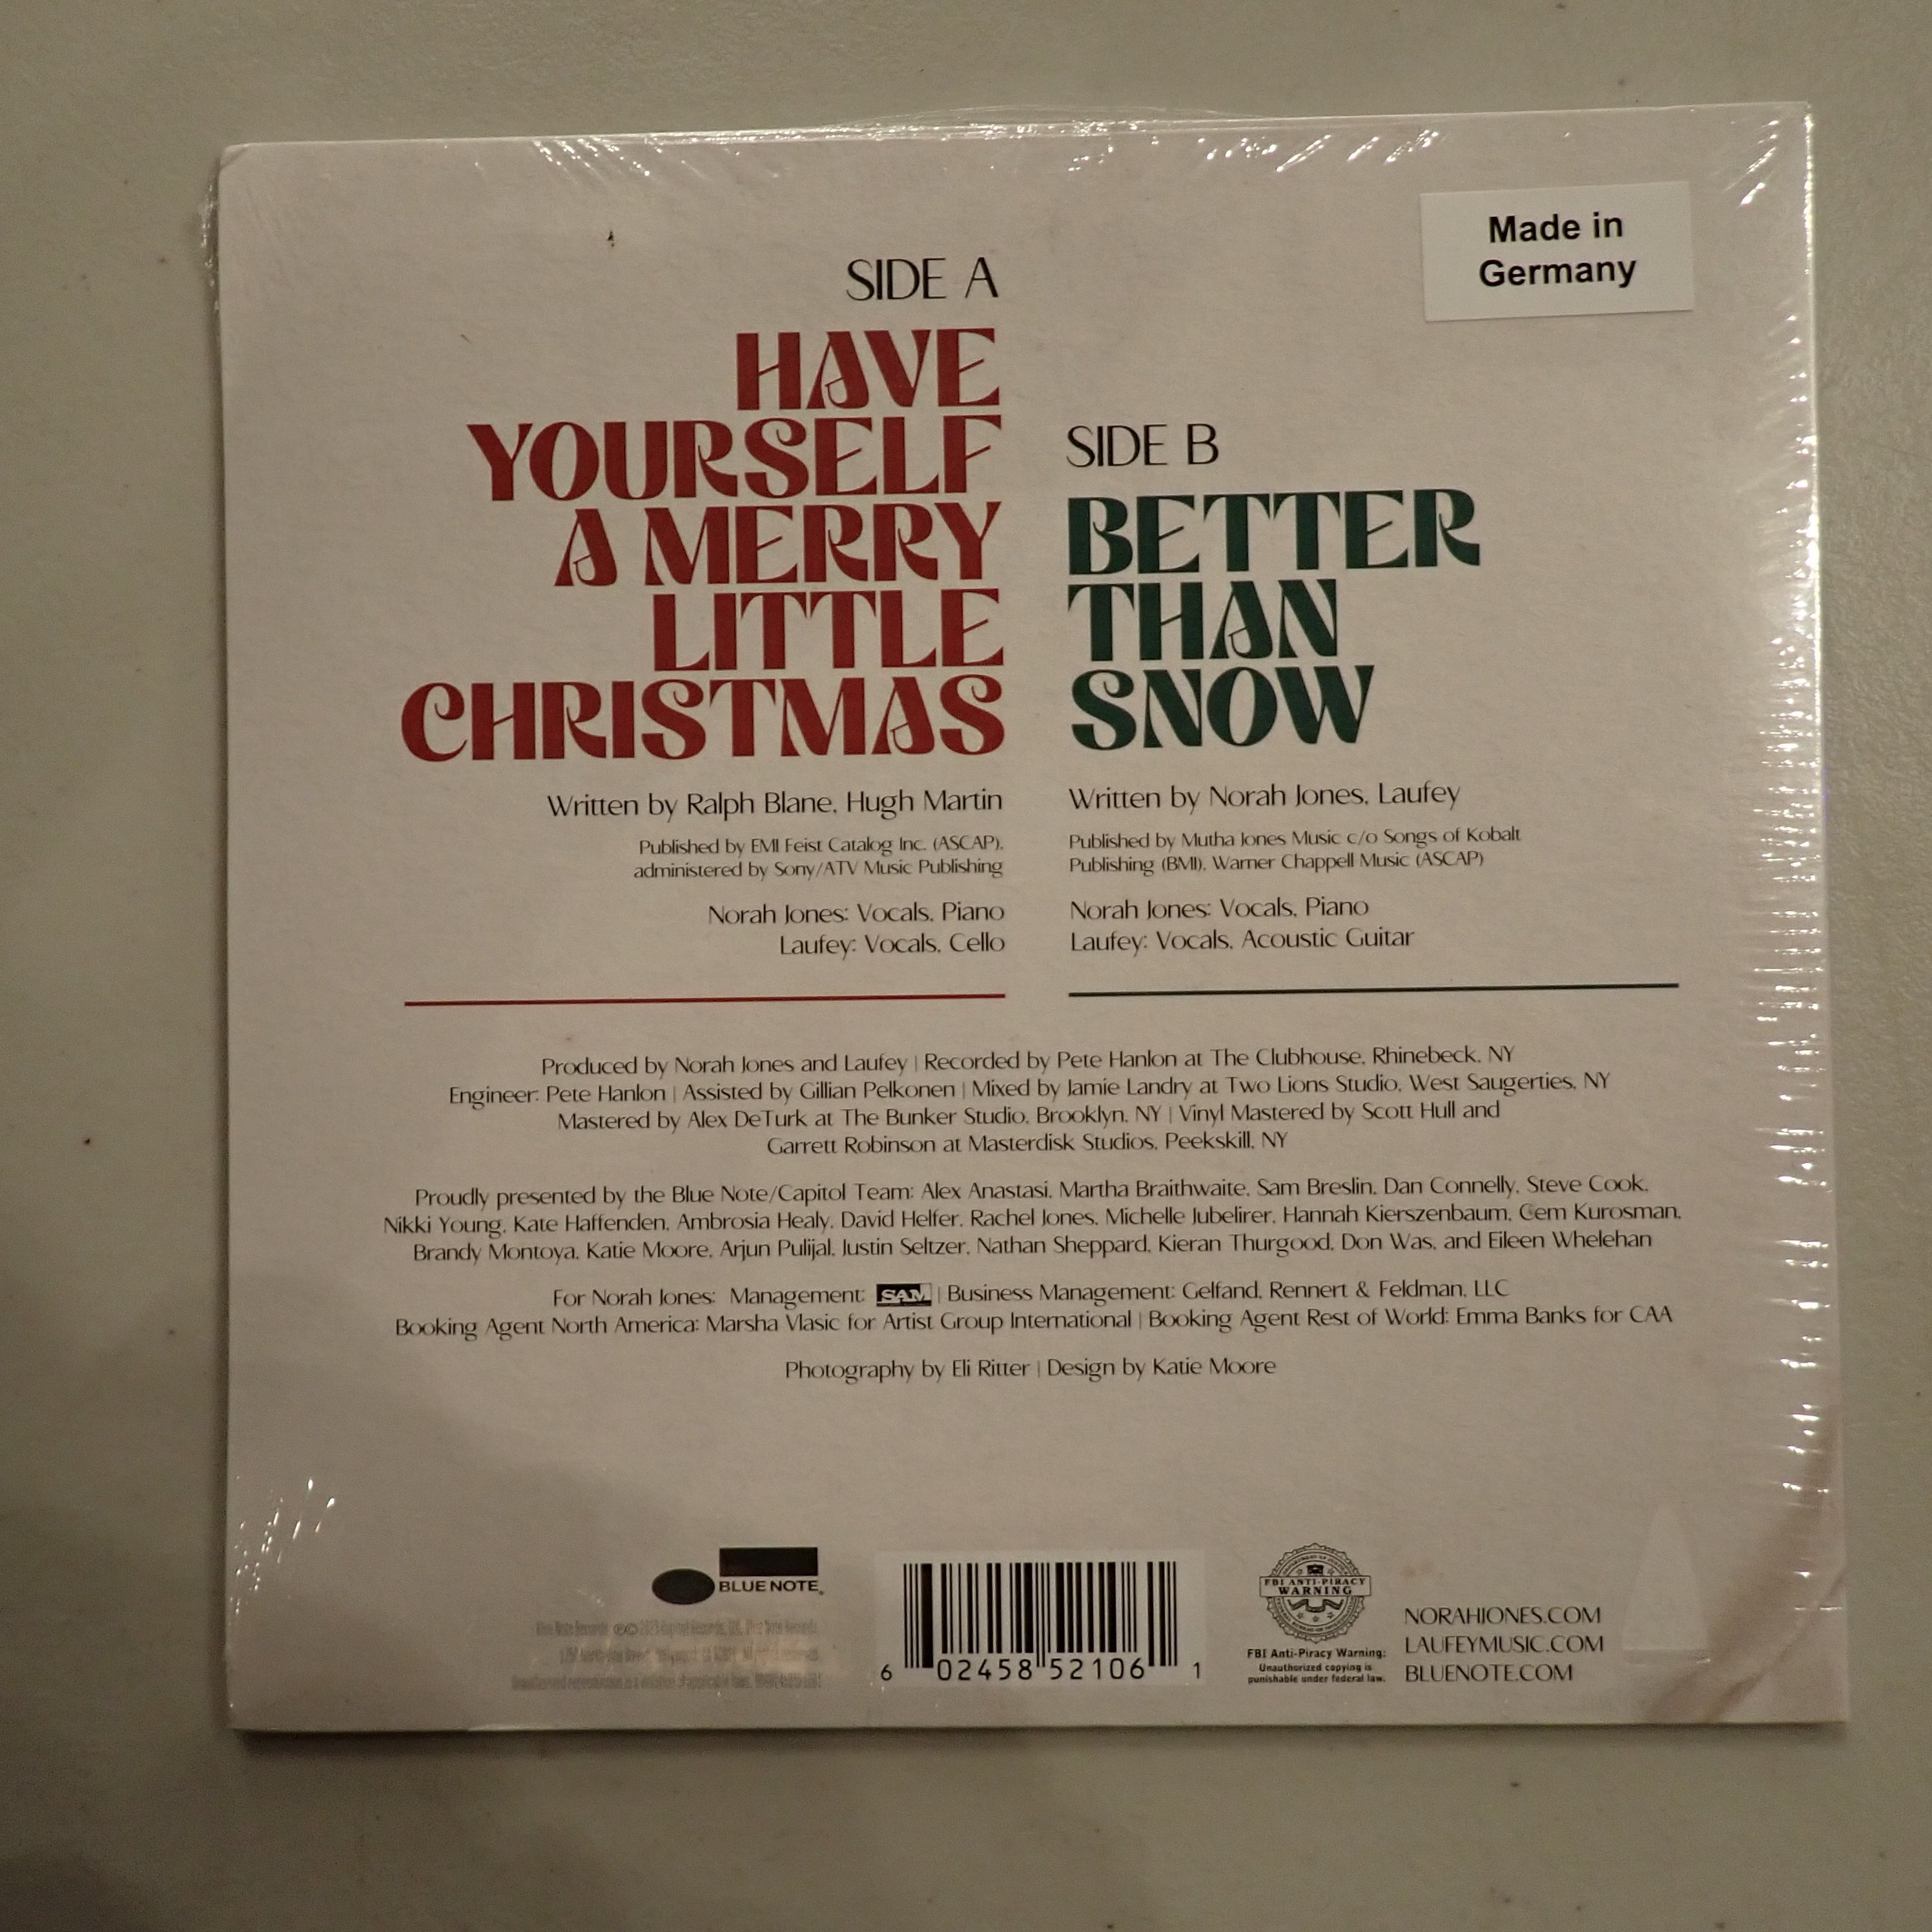 Made in
Germany
SIDE A
HAVE
YOURSELF
A MERRY
LITTLE
CHRISTMAS
Written by Ralph Blane, Hugh Martin
Published by EMI Feist Catalog Inc. (ASCAP),
administered by Sony/ATV Music Publishing
Norah Jones: Vocals, Piano
Laufey: Vocals, Cello
SIDE B
BETTER
THAN
SNOW
Written by Norah Jones, Laufey
Published by Mutha Jones Music c/o Songs of Kobalt
Publishing (BMI), Warner Chappell Music (ASCAP)
Norah Jones: Vocals, Piano
Laufey: Vocals, Acoustic Guitar
Produced by Norah Jones and Laufey | Recorded by Pete Hanlon at The Clubhouse, Rhinebeck, NY
Engineer: Pete Hanlon | Assisted by Gillian Pelkonen | Mixed by Jamie Landry at Two Lions Studio, West Saugerties, NY
Mastered by Alex DeTurk at The Bunker Studio, Brooklyn, NY | Vinyl Mastered by Scott Hull and
Garrett Robinson at Masterdisk Studios, Peekskill, NY
Proudly presented by the Blue Note/Capitol Team: Alex Anastasi, Martha Braithwaite, Sam Breslin, Dan Connelly, Steve Cook,
Nikki Young, Kate Haffenden, Ambrosia Healy, David Helfer, Rachel Jones, Michelle Jubelirer, Hannah Kierszenbaum, Cem Kurosman,
Brandy Montoya, Katie Moore, Arjun Pulijal, Justin Seltzer, Nathan Sheppard, Kieran Thurgood, Don Was, and Eileen Whelehan
For Norah Jones: Management: SAM | Business Management: Gelfand, Rennert & Feldman, LLC
Booking Agent North America: Marsha Vlasic for Artist Group International | Booking Agent Rest of World: Emma Banks for CAA
Photography by Eli Ritter | Design by Katie Moore
BLUE NOTE
6 02458 52106 1
FBI ANTI-PIRACY
WARNING
FBI Anti-Piracy Warning:
Unauthorized copying is
punishable under federal law.
NORAHJONES.COM
LAUFEYMUSIC.COM
BLUENOTE.COM